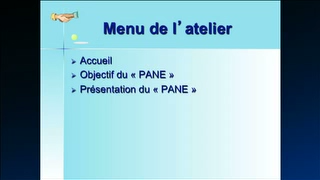 Menu de l’atelier
Accueil
Objectif du « PANE »
Présentation du « PANE »